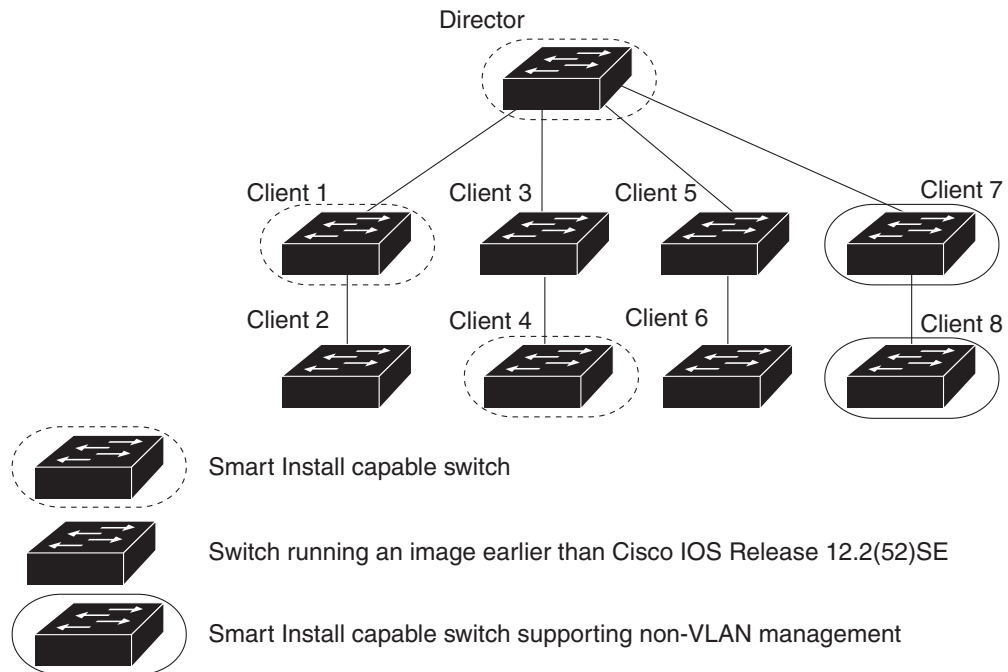 Director
Client 1
Client 3
Client 5
Client 7
Client 2
Client 4
Client 6
Client 8
Smart Install capable switch
Switch running an image earlier than Cisco IOS Release 12.2(52)SE
Smart Install capable switch supporting non-VLAN management